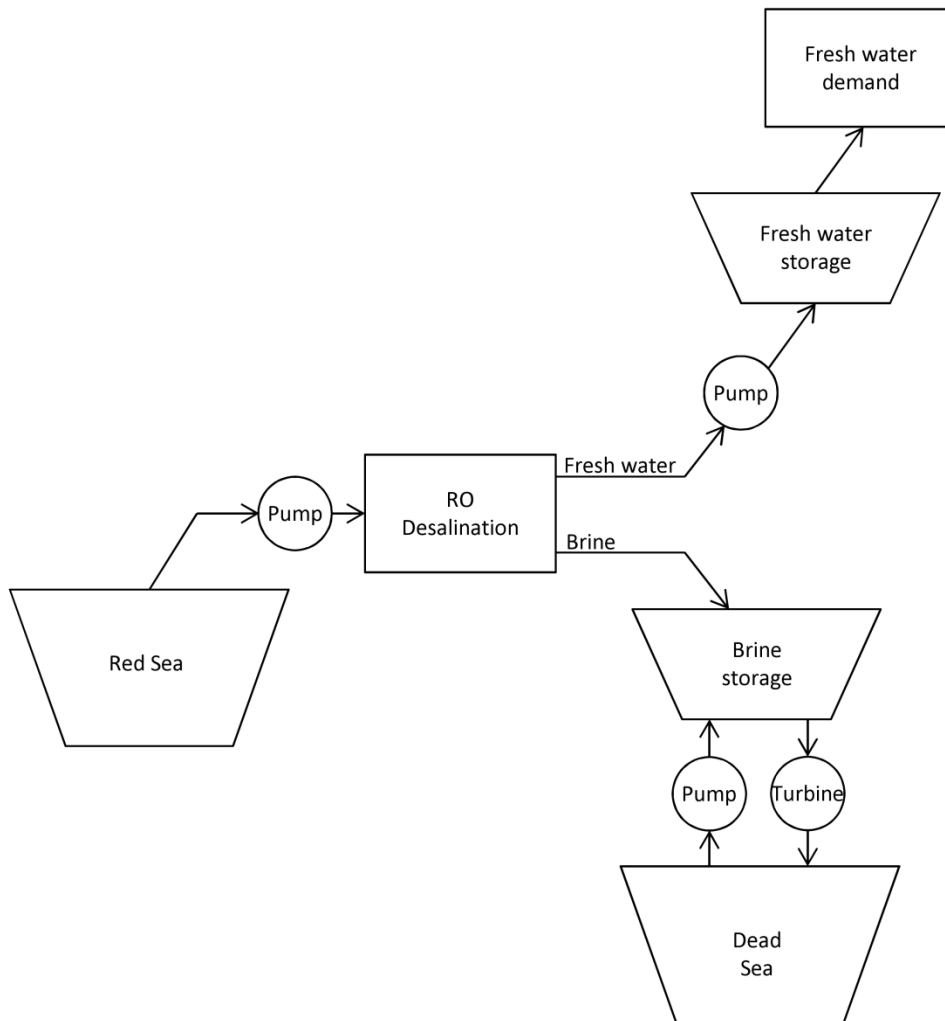 Fresh water
demand
Fresh water
storage
Pump
Fresh water
RO
Desalination
Pump
Brine
Red Sea
Brine
storage
Pump
Turbine
Dead
Sea